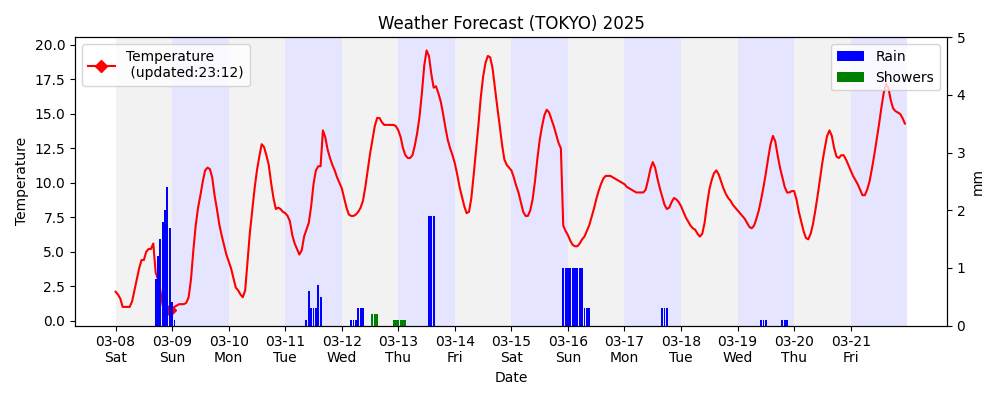 Weather Forecast (TOKYO) 2025
Temperature
(updated:23:12)
Rain
Showers
20.0
17.5
15.0
12.5
10.0
7.5
5.0
2.5
0.0
Temperature
5
4
3
2
1
0
mm
03-08 03-09 03-10 03-11 03-12 03-13 03-14 03-15 03-16 03-17 03-18 03-19 03-20 03-21
Sat Sun Mon Tue Wed Thu Fri Sat Sun Mon Tue Wed Thu Fri
Date